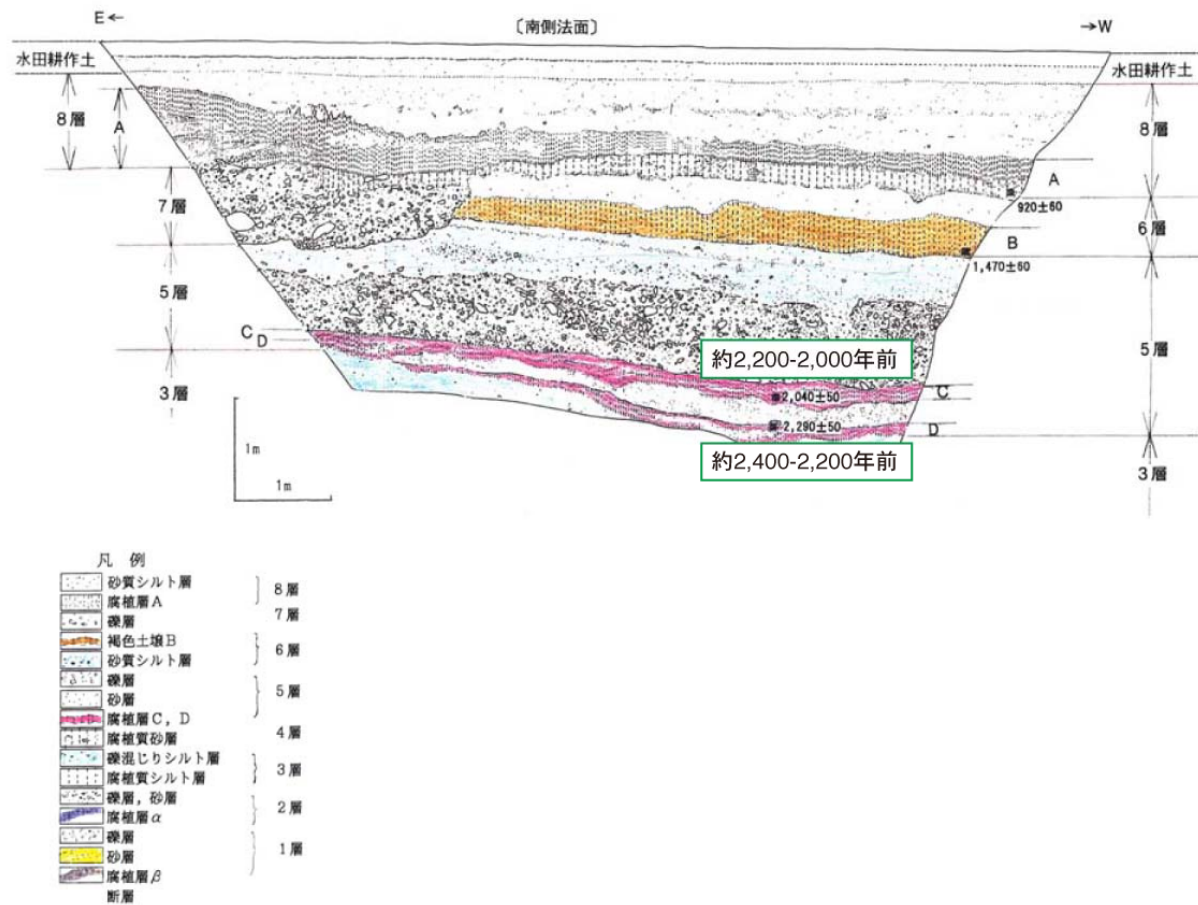 E←
〔南側法面〕
→W
水田耕作土
水田耕作土
8層
A
8層
A
920±60
7層
6層
B
1,470±60
5層
5層
C
D
約2,200-2,000年前
2,040±50
C
2,290±50
D
3層
約2,400-2,200年前
3層
1m
1m
凡 例
砂質シルト層
8層
腐植層A
礫層
7層
褐色土壌B
6層
砂質シルト層
礫層
5層
砂層
腐植層C,D
腐植質砂層
4層
礫混じりシルト層
3層
腐植質シルト層
礫層,砂層
2層
腐植層α
礫層
1層
砂層
腐植層β
断層